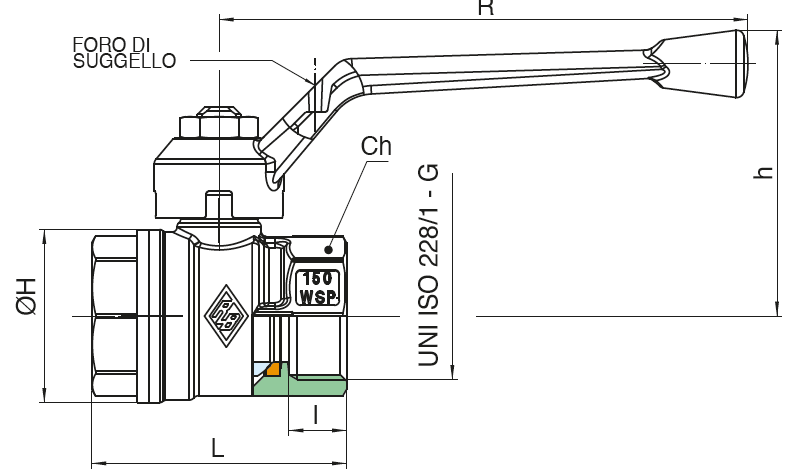 R
FORO DI
SUGGELLO
Ch
h
UNI ISO 228/1 - G
150
WSP
ØH
I
L